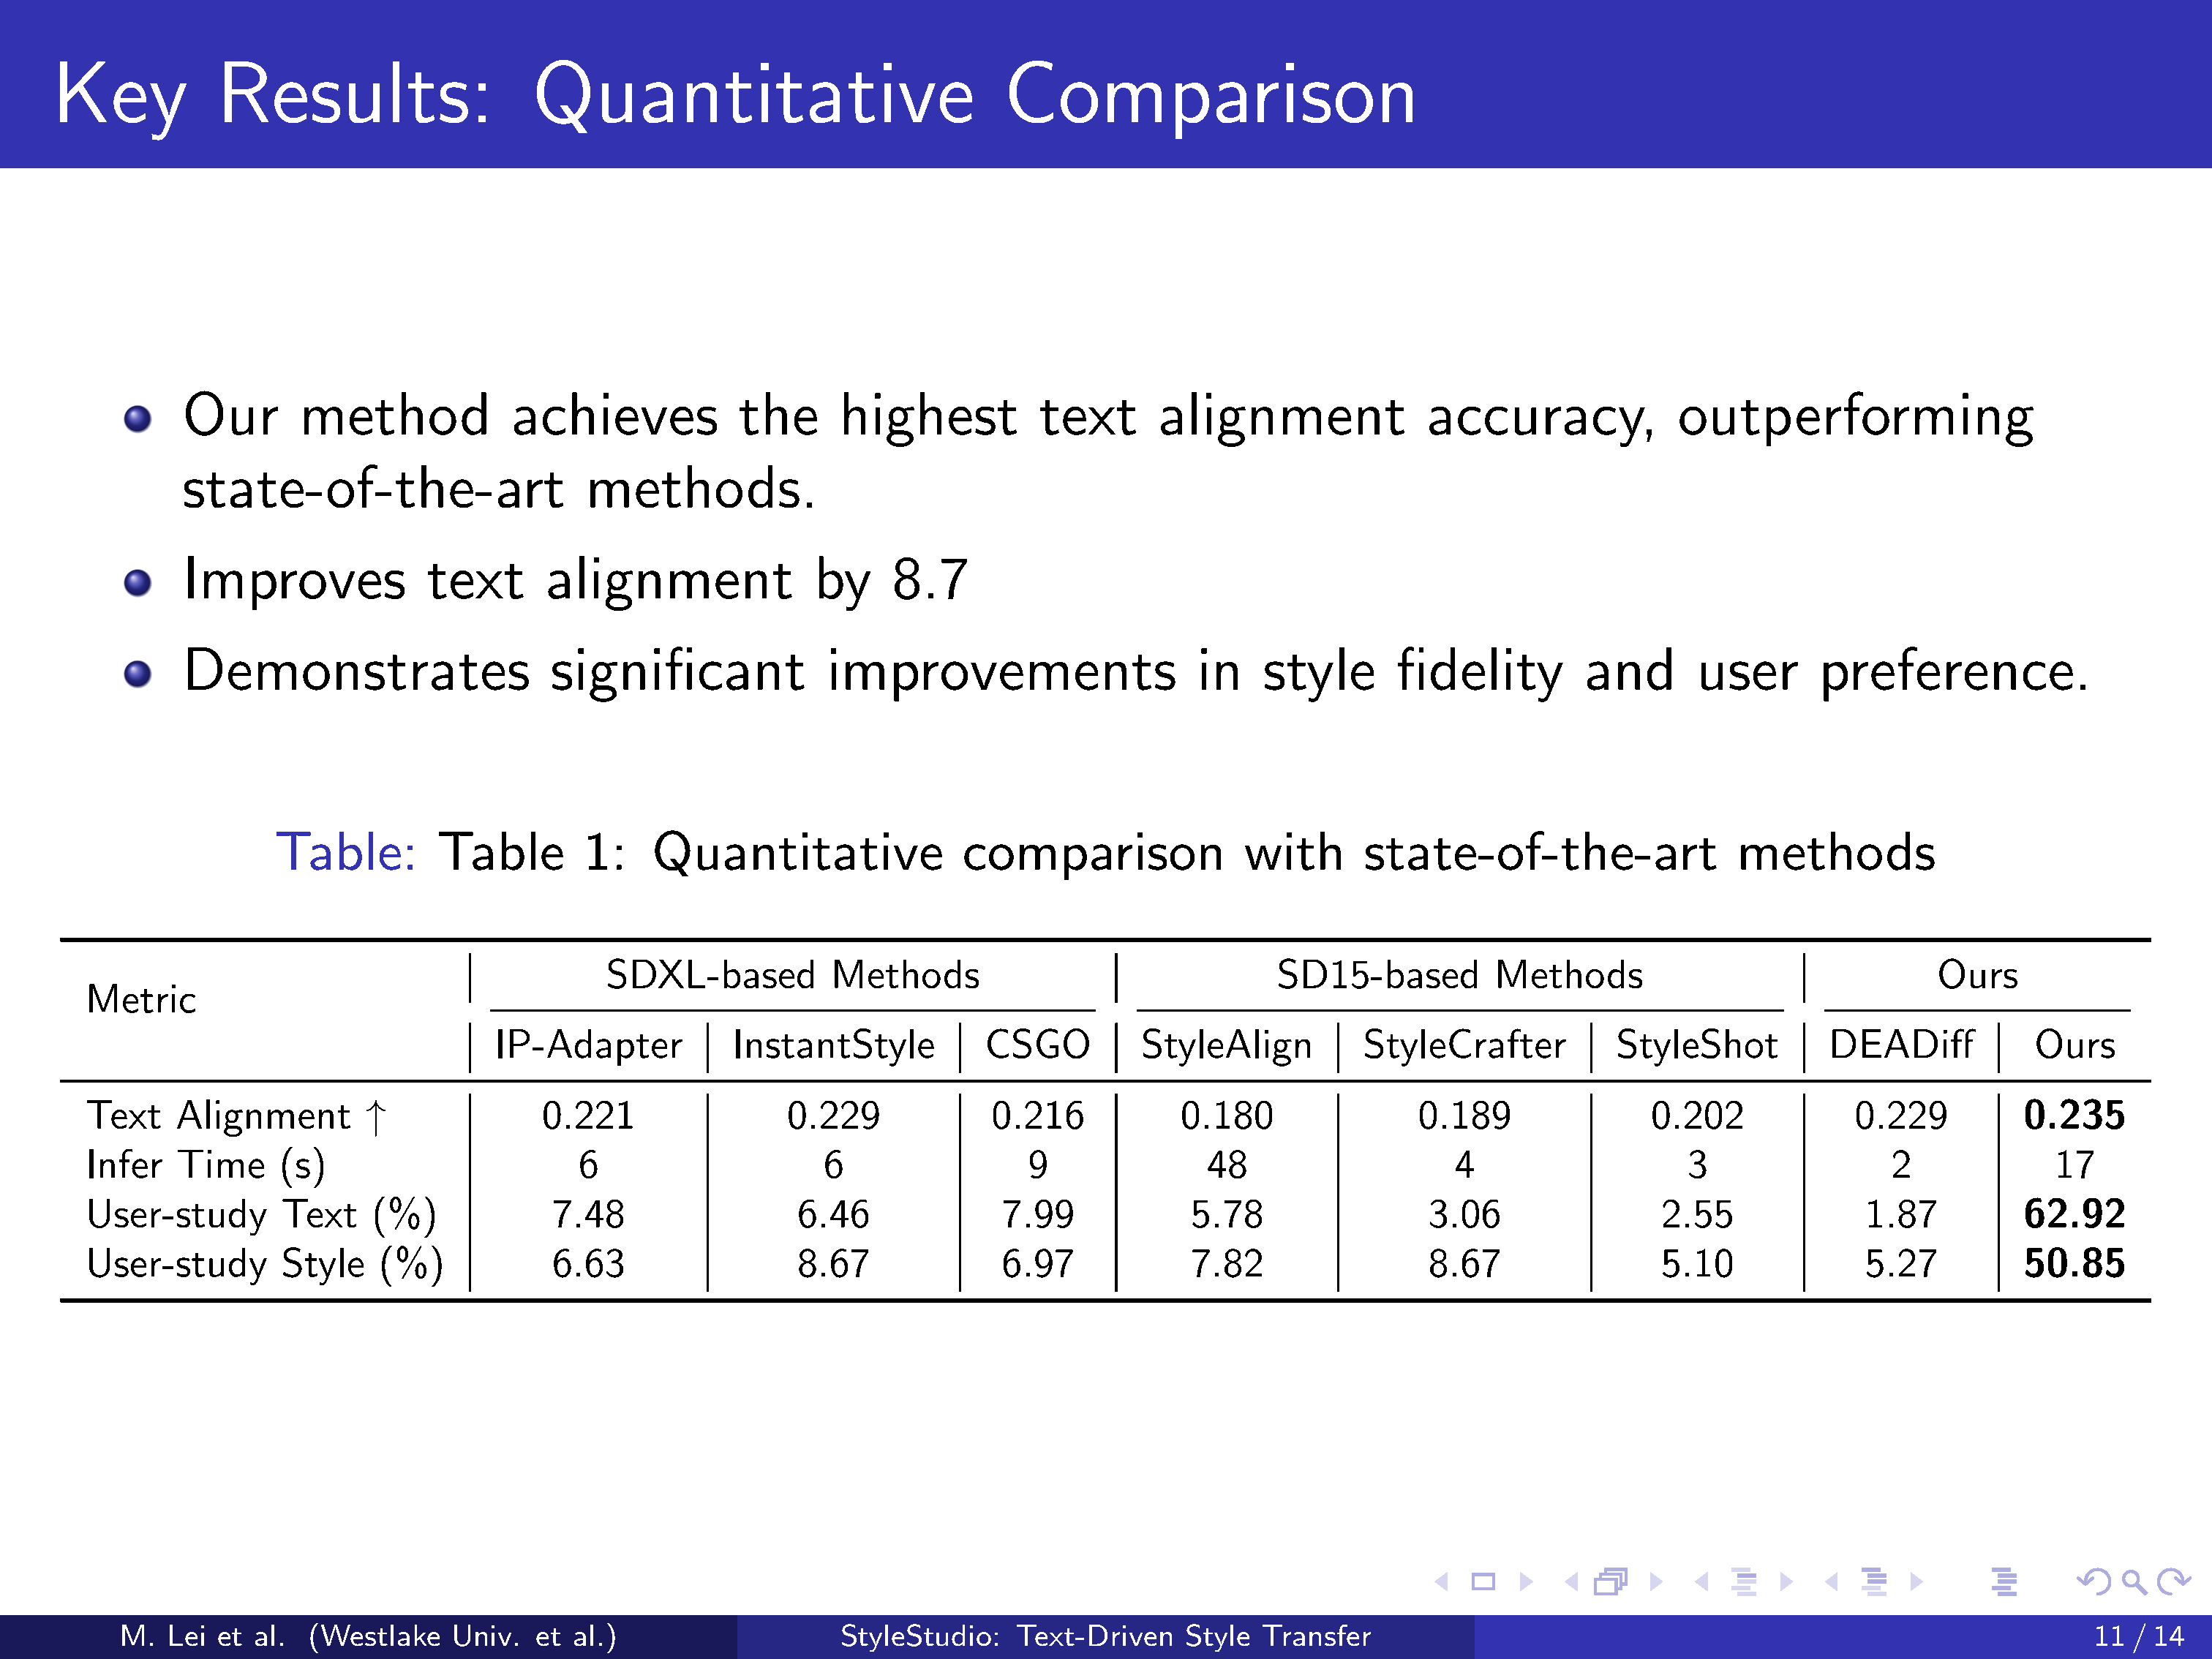 Key Results: Quantitative Comparison
Our method achieves the highest text alignment accuracy, outperforming
state-of-the-art methods.
Improves text alignment by 8.7
Demonstrates significant improvements in style fidelity and user preference.
Table: Table 1: Quantitative comparison with state-of-the-art methods
Metric SDXL-based Methods SD15-based Methods Ours
IP-Adapter InstantStyle CSGO StyleAlign StyleCrafter StyleShot DEADiff Ours
Text Alignment ↑ 0.221 0.229 0.216 0.180 0.189 0.202 0.229 0.235
Infer Time (s) 6 6 9 48 4 3 2 17
User-study Text (%) 7.48 6.46 7.99 5.78 3.06 2.55 1.87 62.92
User-study Style (%) 6.63 8.67 6.97 7.82 8.67 5.10 5.27 50.85
M. Lei et al. (Westlake Univ. et al.) StyleStudio: Text-Driven Style Transfer 11 / 14